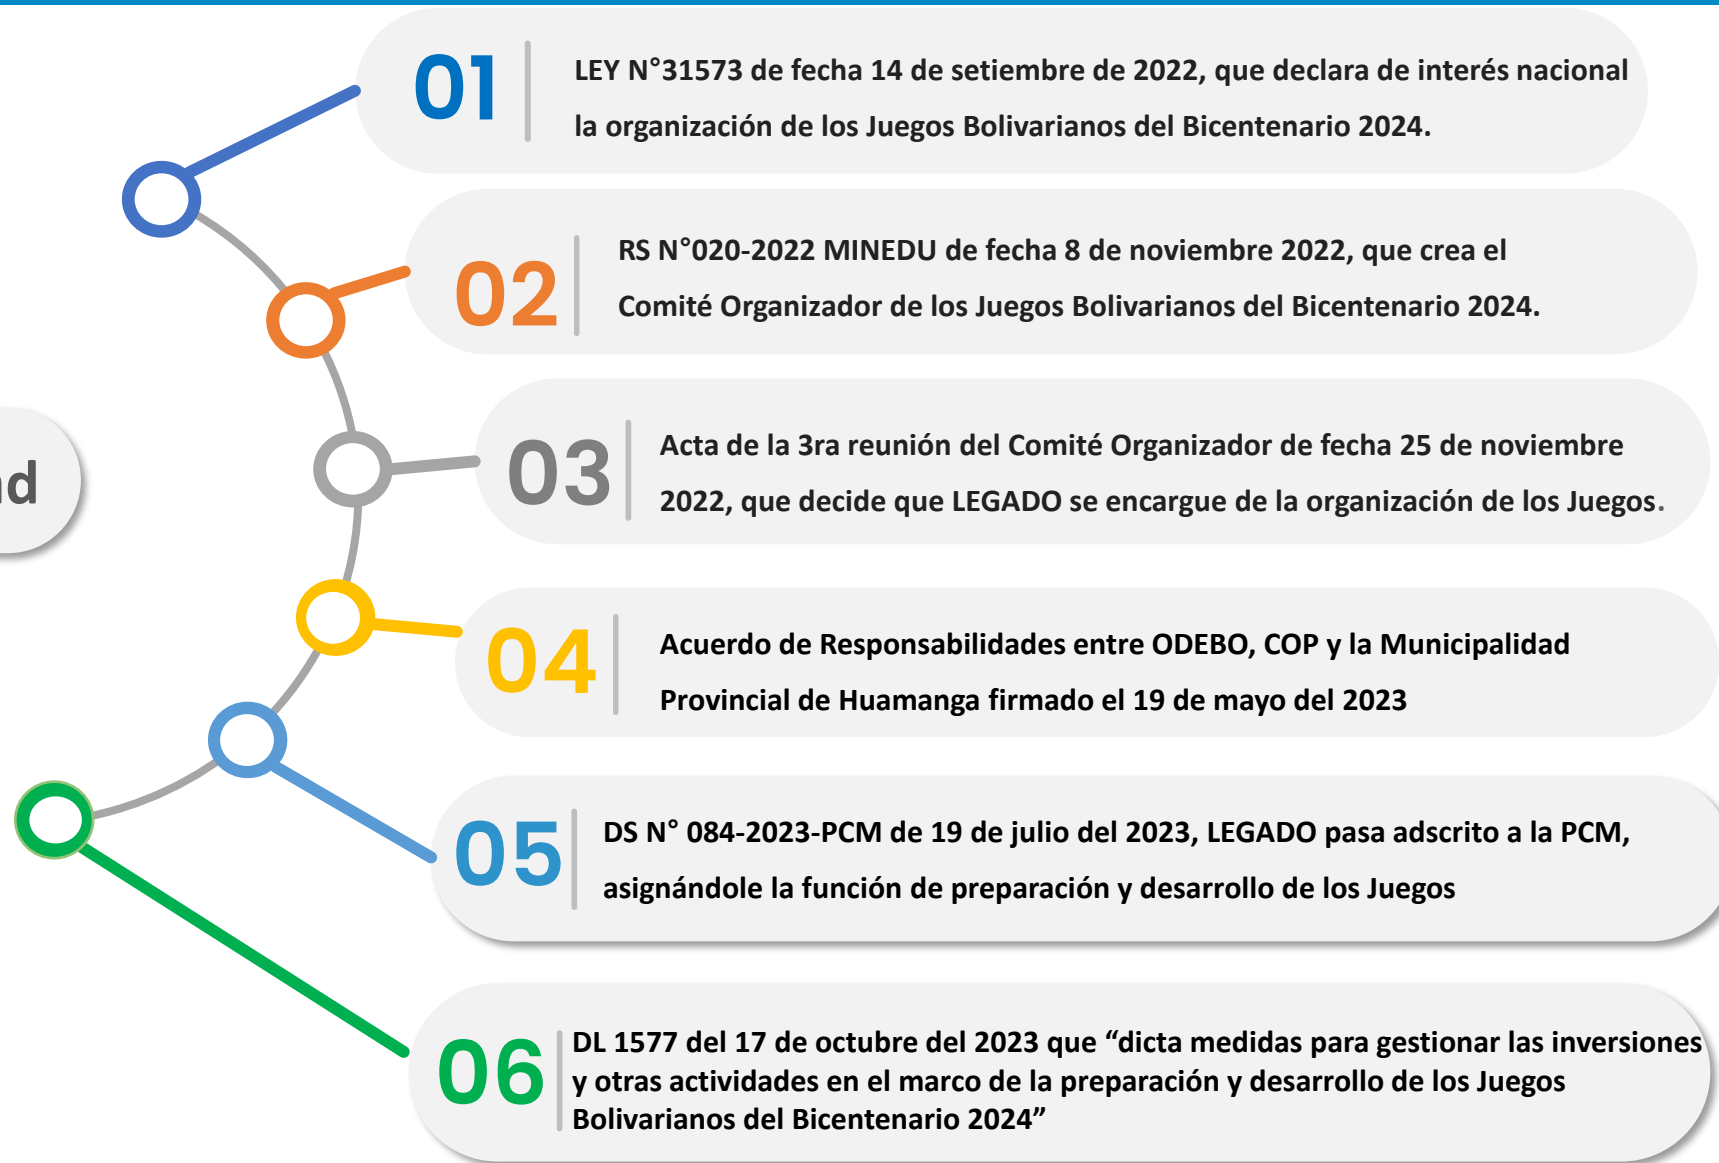 01
LEY N°31573 de fecha 14 de setiembre de 2022, que declara de interés nacional
la organización de los Juegos Bolivarianos del Bicentenario 2024.
02
RS N°020-2022 MINEDU de fecha 8 de noviembre 2022, que crea el
Comité Organizador de los Juegos Bolivarianos del Bicentenario 2024.
03
Acta de la 3ra reunión del Comité Organizador de fecha 25 de noviembre
2022, que decide que LEGADO se encargue de la organización de los Juegos.
04
Acuerdo de Responsabilidades entre ODEBO, COP y la Municipalidad
Provincial de Huamanga firmado el 19 de mayo del 2023
05
DS N° 084-2023-PCM de 19 de julio del 2023, LEGADO pasa adscrito a la PCM,
asignándole la función de preparación y desarrollo de los Juegos
06
DL 1577 del 17 de octubre del 2023 que “dicta medidas para gestionar las inversiones
y otras actividades en el marco de la preparación y desarrollo de los Juegos
Bolivarianos del Bicentenario 2024”